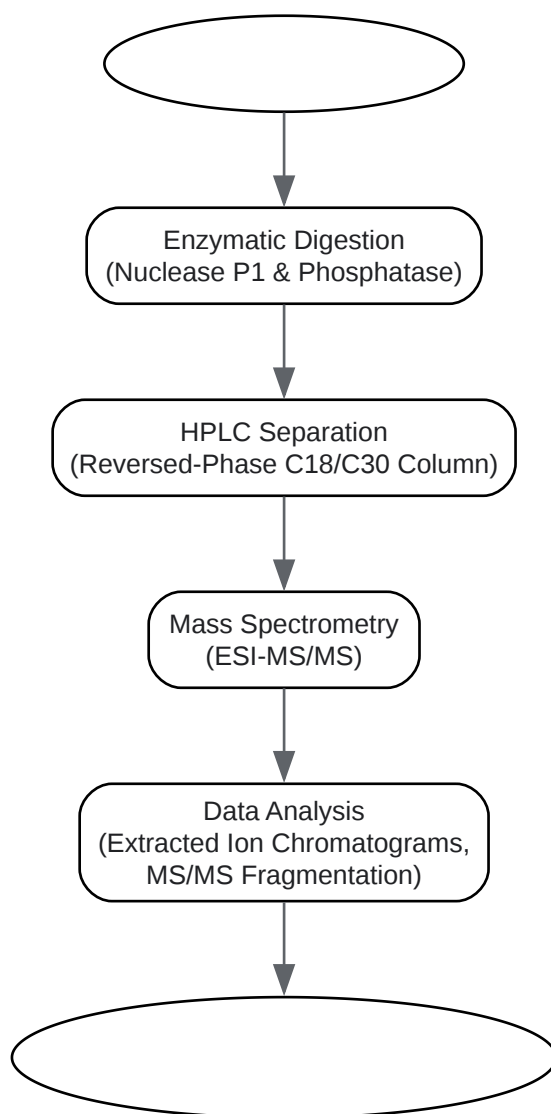 Enzymatic Digestion
(Nuclease P1 & Phosphatase)
HPLC Separation
(Reversed-Phase C18/C30 Column)
Mass Spectrometry
(ESI-MS/MS)
Data Analysis
(Extracted Ion Chromatograms,
MS/MS Fragmentation)